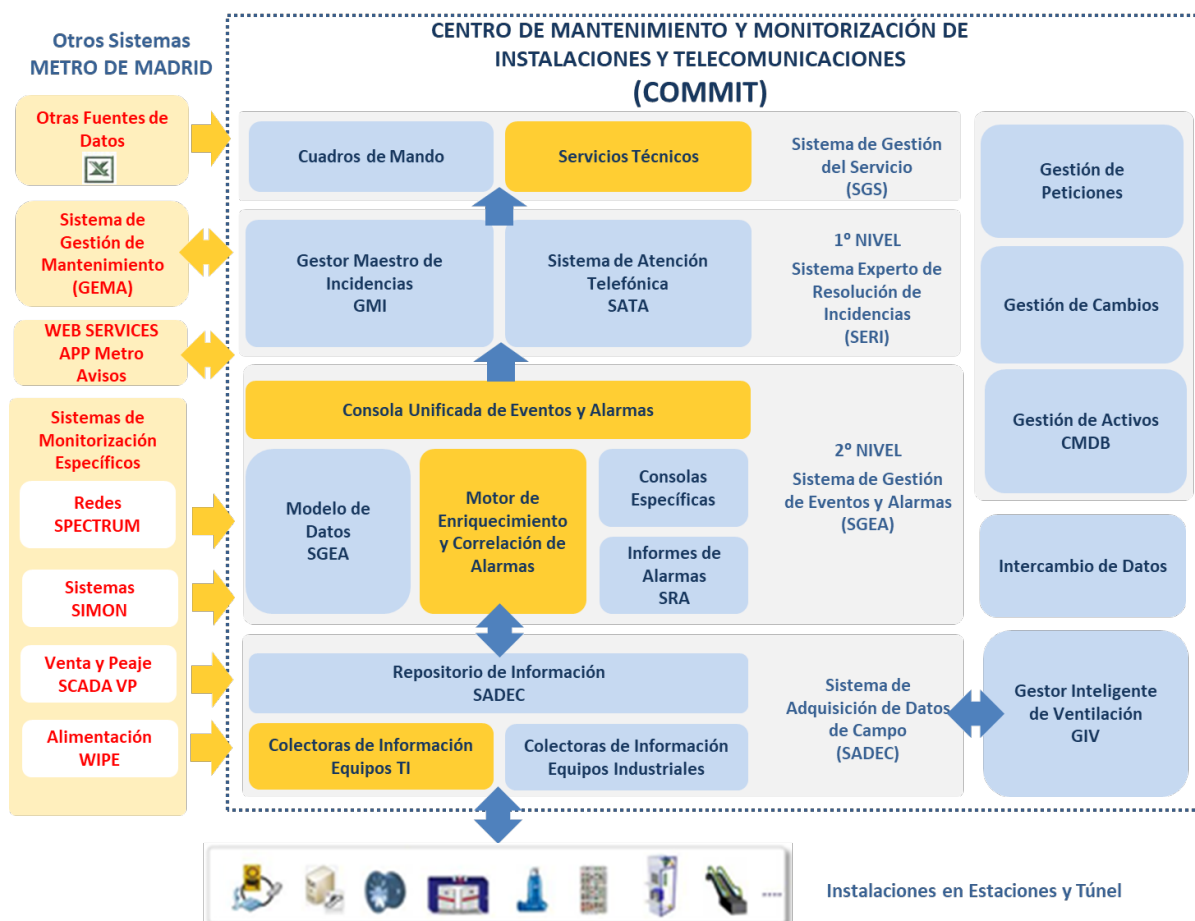 Otros Sistemas
METRO DE MADRID
CENTRO DE MANTENIMIENTO Y MONITORIZACIÓN DE
INSTALACIONES Y TELECOMUNICACIONES
(COMMIT)
Otras Fuentes de
Datos
Sistema de
Gestión de
Mantenimiento
(GEMA)
WEB SERVICES
APP Metro
Avisos
Sistemas de
Monitorización
Específicos
Redes
SPECTRUM
Sistemas
SIMON
Venta y Peaje
SCADA VP
Alimentación
WIPE
Cuadros de Mando
Servicios Técnicos
Sistema de Gestión
del Servicio
(SGS)
Gestor Maestro de
Incidencias
GMI
Sistema de Atención
Telefónica
SATA
1º NIVEL
Sistema Experto de
Resolución de
Incidencias
(SERI)
Consola Unificada de Eventos y Alarmas
Modelo de
Datos
SGEA
Motor de
Enriquecimiento
y Correlación de
Alarmas
Consolas
Específicas
Informes de
Alarmas
SRA
2º NIVEL
Sistema de Gestión
de Eventos y Alarmas
(SGEA)
Repositorio de Información
SADEC
Colectoras de Información
Equipos TI
Colectoras de Información
Equipos Industriales
Sistema de
Adquisición de Datos
de Campo
(SADEC)
Gestión de
Peticiones
Gestión de Cambios
Gestión de Activos
CMDB
Intercambio de Datos
Gestor Inteligente
de Ventilación
GIV
....
Instalaciones en Estaciones y Túnel